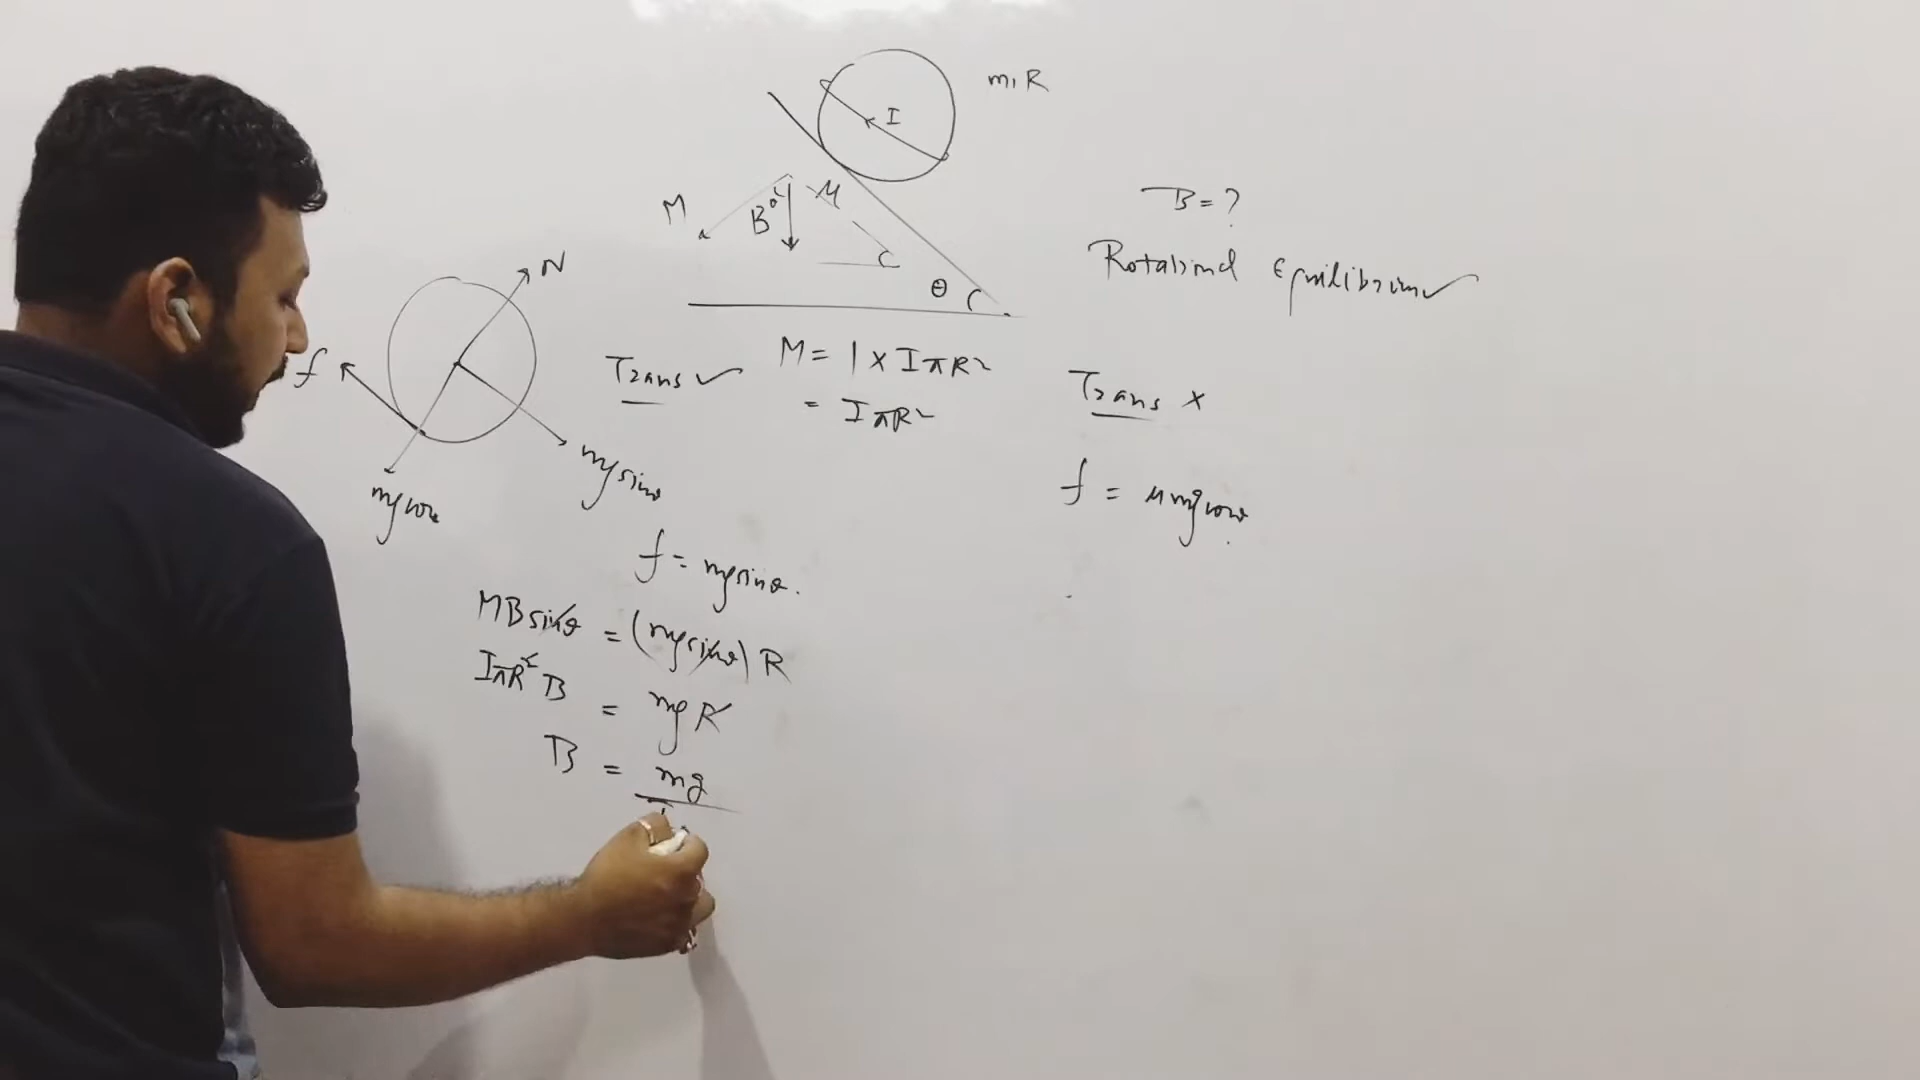 m, R
I
M
B
M
θ
B = ?
Rotational Equilibrium ✓
N
f
mg cosθ
mg sinθ
Trans ✓
M = 1 × IπR²
= IπR²
Trans ×
f = μmg cosθ
f = mg sinθ.
MB sinθ = (mg sinθ) R
IπR² B = mg R
B = mg